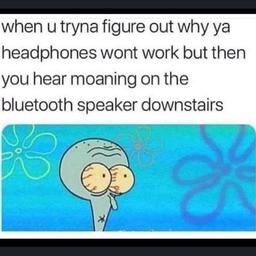 when u tryna figure out why ya
headphones wont work but then
you hear moaning on the
bluetooth speaker downstairs